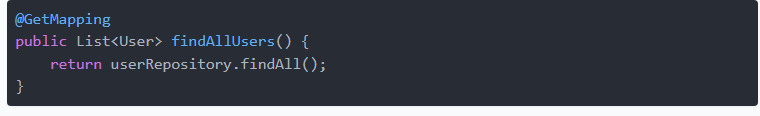 @GetMapping
public List<User> findAllUsers() {
    return userRepository.findAll();
}